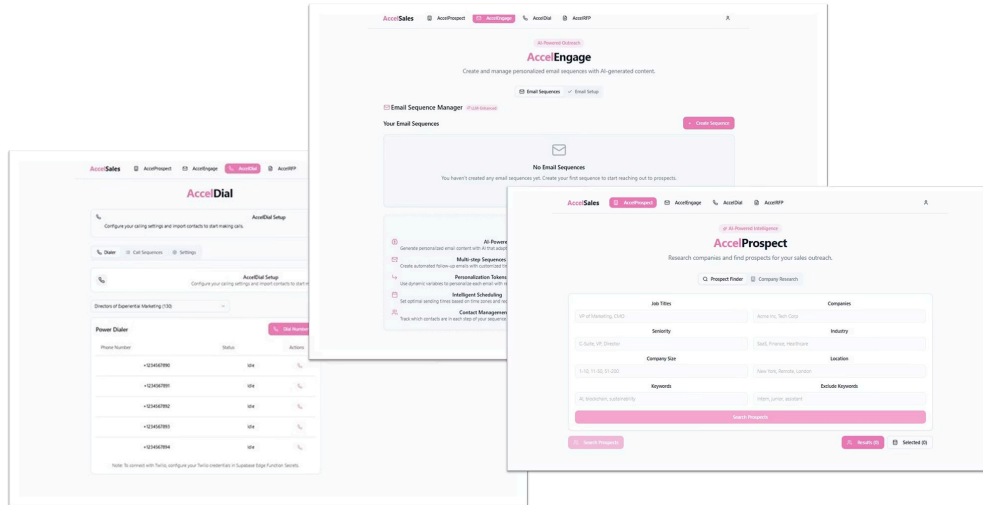 AccelSales AccelProspect AccelEngage AccelDial AccelRFP
AI-Powered Outreach
AccelEngage
Create and manage personalized email sequences with AI-generated content.
Email Sequences Email Setup
Email Sequence Manager
Your Email Sequences
Create Sequence
No Email Sequences
You haven't created any email sequences yet. Create your first sequence to start reaching out to prospects.
AI-Powere
Generate personalized email content with AI that adapt
Multi-step Sequences
Create automated follow-up emails with customized
Personalization Tokens
Use dynamic variables to personalize each email with
Intelligent Scheduling
Set optimal sending times based on time zones and
Contact Managemen
Track which contacts are in each step of your sequence
AccelSales AccelProspect AccelEngage AccelDial AccelRFP
AccelDial
AccelDial Setup
Configure your calling settings and import contacts to start making calls.
Dialer Call Sequences Settings
AccelDial Setup
Configure your calling settings and import contacts to start
Directors of Experiential Marketing (130)
Power Dialer
Dial Number
Phone Number Status Actions
+1234567890 Idle
+1234567891 Idle
+1234567892 Idle
+1234567893 Idle
+1234567894 Idle
Note: To connect with Twilio, configure your Twilio credentials in Supabase Edge Function Secrets.
AccelSales AccelProspect AccelEngage AccelDial AccelRFP
AI-Powered Intelligence
AccelProspect
Research companies and find prospects for your sales outreach.
Prospect Finder Company Research
Job Titles Companies
VP of Marketing, CMO Acme Inc, Tech Corp
Seniority Industry
C-Suite, VP, Director SaaS, Finance, Healthcare
Company Size Location
1-10, 11-50, 51-200 New York, Remote, London
Keywords Exclude Keywords
AI, blockchain, sustainability Intern, junior, assistant
Search Prospects
Search Prospects Results (0) Selected (0)